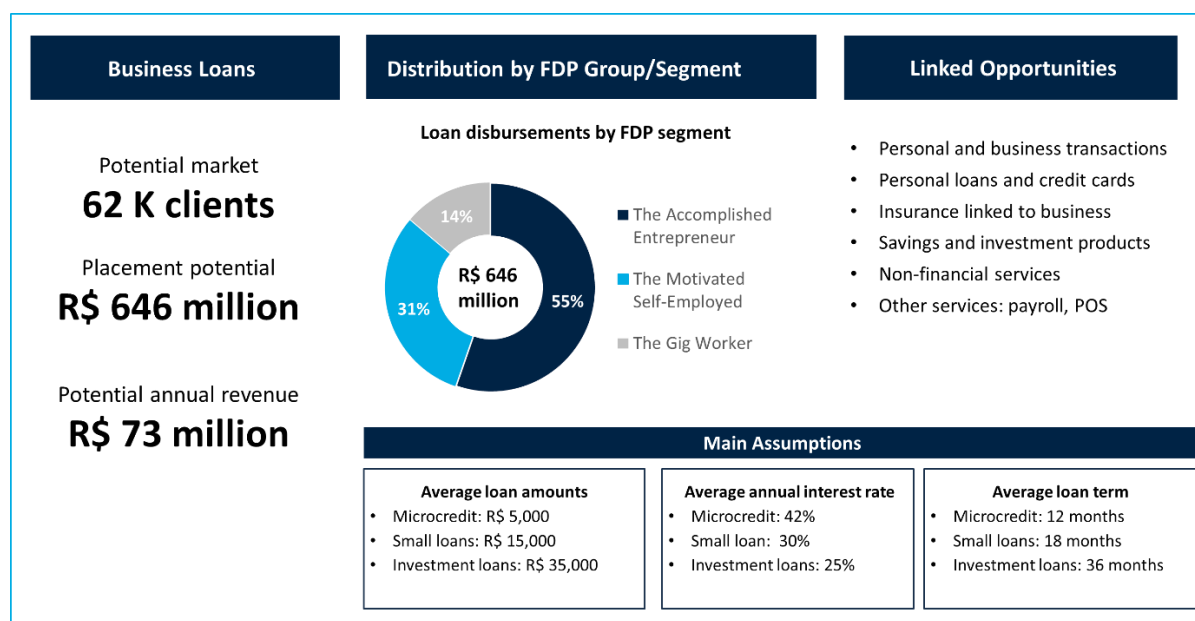 Business Loans
Potential market
62 K clients
Placement potential
R$ 646 million
Potential annual revenue
R$ 73 million
Distribution by FDP Group/Segment
Loan disbursements by FDP segment
14%
31%
55%
R$ 646
million
The Accomplished
Entrepreneur
The Motivated
Self-Employed
The Gig Worker
Linked Opportunities
• Personal and business transactions
• Personal loans and credit cards
• Insurance linked to business
• Savings and investment products
• Non-financial services
• Other services: payroll, POS
Main Assumptions
Average loan amounts
• Microcredit: R$ 5,000
• Small loans: R$ 15,000
• Investment loans: R$ 35,000
Average annual interest rate
• Microcredit: 42%
• Small loan:  30%
• Investment loans: 25%
Average loan term
• Microcredit: 12 months
• Small loans: 18 months
• Investment loans: 36 months